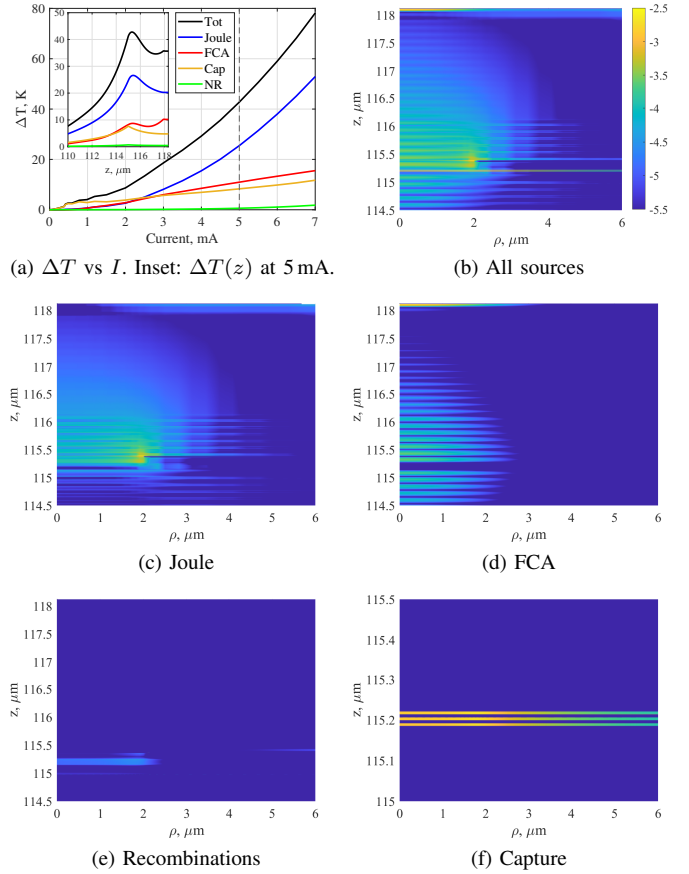 80
60
40
20
0
ΔT, K
0 1 2 3 4 5 6 7
Current, mA
50
40
30
20
10
0
110 112 114 116 118
z, μm
Tot
Joule
FCA
Cap
NR
(a) ΔT vs I. Inset: ΔT(z) at 5 mA.
118
117.5
117
116.5
116
115.5
115
114.5
z, μm
0 2 4 6
ρ, μm
-2.5
-3
-3.5
-4
-4.5
-5
-5.5
(b) All sources
118
117.5
117
116.5
116
115.5
115
114.5
z, μm
0 1 2 3 4 5 6
ρ, μm
(c) Joule
118
117.5
117
116.5
116
115.5
115
114.5
z, μm
0 1 2 3 4 5 6
ρ, μm
(d) FCA
118
117.5
117
116.5
116
115.5
115
114.5
z, μm
0 1 2 3 4 5 6
ρ, μm
(e) Recombinations
115.5
115.4
115.3
115.2
115.1
115
z, μm
0 1 2 3 4 5 6
ρ, μm
(f) Capture